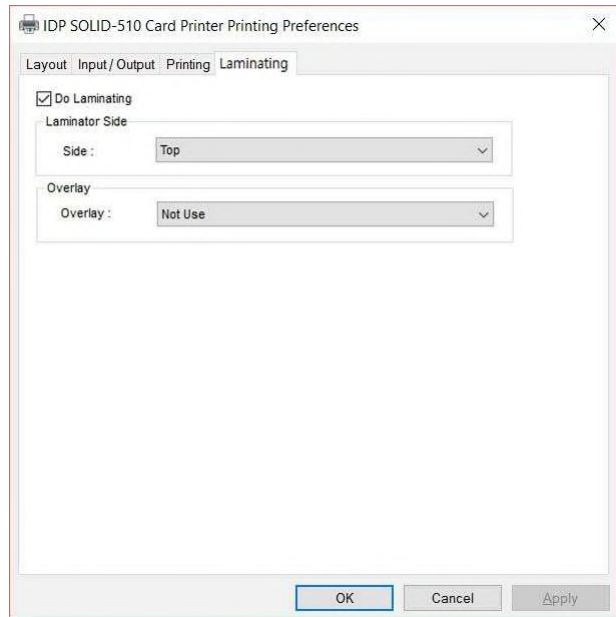 IDP SOLID-510 Card Printer Printing Preferences
Layout Input / Output Printing Laminating
Do Laminating
Laminator Side
Side : Top
Overlay
Overlay : Not Use
OK Cancel Apply